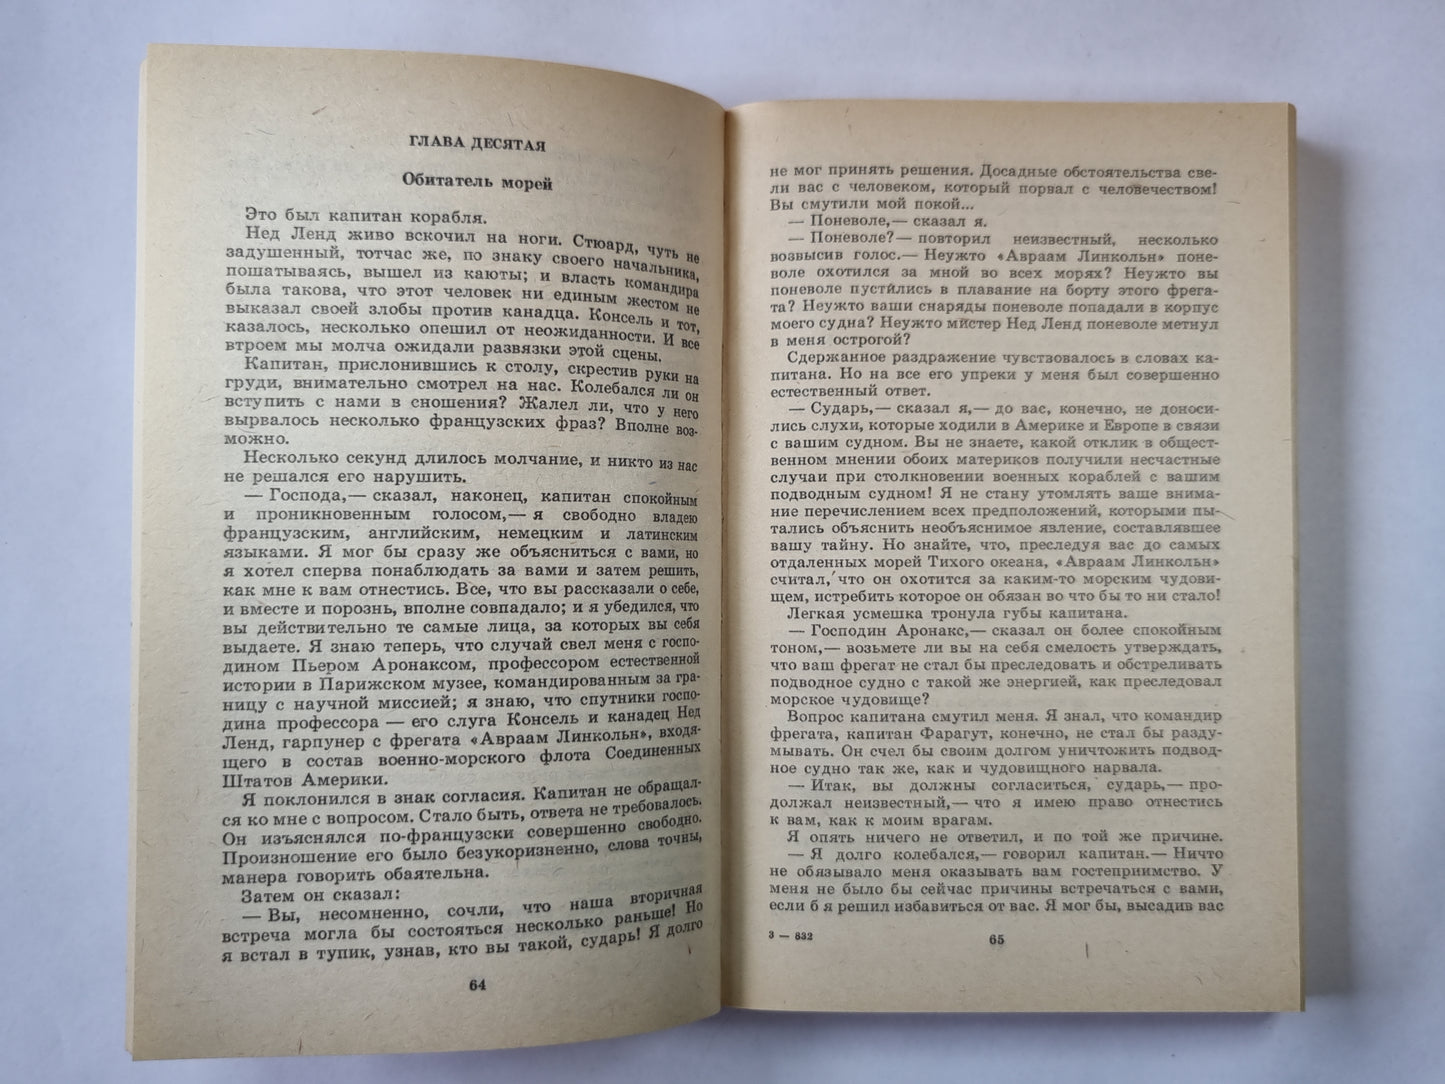 ГЛАВА ДЕСЯТАЯ
Обитатель морей
Это был капитан корабля.
Нед Ленд живо вскочил на ноги. Стюард, чуть не
задушенный, тотчас же, по знаку своего начальника,
пошатываясь, вышел из каюты; и власть командира
была такова, что этот человек ни единым жестом не
выказал своей злобы против канадца. Консель и тот,
казалось, несколько опешил от неожиданности. И все
втроем мы молча ожидали развязки этой сцены.
Капитан, прислонившись к столу, скрестив руки на
груди, внимательно смотрел на нас. Колебался ли он
вступить с нами в сношения? Жалел ли, что у него
вырвалось несколько французских фраз? Вполне воз-
можно.
Несколько секунд длилось молчание, и никто из нас
не решался его нарушить.
— Господа,— сказал, наконец, капитан спокойным
и проникновенным голосом,— я свободно владею
французским, английским, немецким и латинским
языками. Я мог бы сразу же объясниться с вами, но
я хотел сперва понаблюдать за вами и затем решить,
как мне к вам отнестись. Все, что вы рассказали о себе,
и вместе и порознь, вполне совпадало; и я убедился, что
вы действительно те самые лица, за которых вы себя
выдаете. Я знаю теперь, что случай свел меня с госпо-
дином Пьером Аронаксом, профессором естественной
истории в Парижском музее, командированным за гра-
ницу с научной миссией; я знаю, что спутники госпо-
дина профессора — его слуга Консель и канадец Нед
Ленд, гарпунер с фрегата «Авраам Линкольн», входя-
щего в состав военно-морского флота Соединенных
Штатов Америки.
Я поклонился в знак согласия. Капитан не обращал-
ся ко мне с вопросом. Стало быть, ответа не требовалось.
Он изъяснялся по-французски совершенно свободно.
Произношение его было безукоризненно, слова точны,
манера говорить обаятельна.
Затем он сказал:
— Вы, несомненно, сочли, что наша вторичная
встреча могла бы состояться несколько раньше! Но
я встал в тупик, узнав, кто вы такой, сударь! Я долго
64
не мог принять решения. Досадные обстоятельства све-
ли вас с человеком, который порвал с человечеством!
Вы смутили мой покой...
— Поневоле,— сказал я.
— Поневоле?— повторил неизвестный, несколько
возвысив голос.— Неужто «Авраам Линкольн» поне-
воле охотился за мной во всех морях? Неужто вы
поневоле пустились в плавание на борту этого фрега-
та? Неужто ваши снаряды поневоле попадали в корпус
моего судна? Неужто мистер Нед Ленд поневоле метнул
в меня острогой?
Сдержанное раздражение чувствовалось в словах ка-
питана. Но на все его упреки у меня был совершенно
естественный ответ.
— Сударь,— сказал я,— до вас, конечно, не доноси-
лись слухи, которые ходили в Америке и Европе в связи
с вашим судном. Вы не знаете, какой отклик в общест-
венном мнении обоих материков получили несчастные
случаи при столкновении военных кораблей с вашим
подводным судном! Я не стану утомлять ваше внима-
ние перечислением всех предположений, которыми пы-
тались объяснить необъяснимое явление, составлявшее
вашу тайну. Но знайте, что, преследуя вас до самых
отдаленных морей Тихого океана, «Авраам Линкольн»
считал, что он охотится за каким-то морским чудови-
щем, истребить которое он обязан во что бы то ни стало!
Легкая усмешка тронула губы капитана.
— Господин Аронакс,— сказал он более спокойным
тоном,— возьмете ли вы на себя смелость утверждать,
что ваш фрегат не стал бы преследовать и обстреливать
подводное судно с такой же энергией, как преследовал
морское чудовище?
Вопрос капитана смутил меня. Я знал, что командир
фрегата, капитан Фарагут, конечно, не стал бы разду-
мывать. Он счел бы своим долгом уничтожить подвод-
ное судно так же, как и чудовищного нарвала.
— Итак, вы должны согласиться, сударь,— про-
должал неизвестный,— что я имею право отнестись
к вам, как к моим врагам.
Я опять ничего не ответил, и по той же причине.
— Я долго колебался,— говорил капитан.— Ничто
не обязывало меня оказывать вам гостеприимство. У
меня не было бы сейчас причины встречаться с вами,
если б я решил избавиться от вас. Я мог бы, высадив вас
3 — 832
65